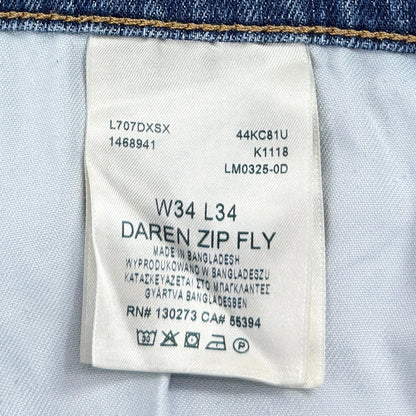 L707DXSX
1468941
44KC81U
K1118
LM0325-0D
W34 L34
DAREN ZIP FLY
MADE IN BANGLADESH
WYPRODUKOWANO W BANGLADESZU
ΚΑΤΑΣΚΕΥΑΖΕΤΑΙ ΣΤΟ ΜΠΑΓΚΛΑΝΤΕΣ
GYÁRTVA BANGLADESBEN
RN# 130273 CA# 56394